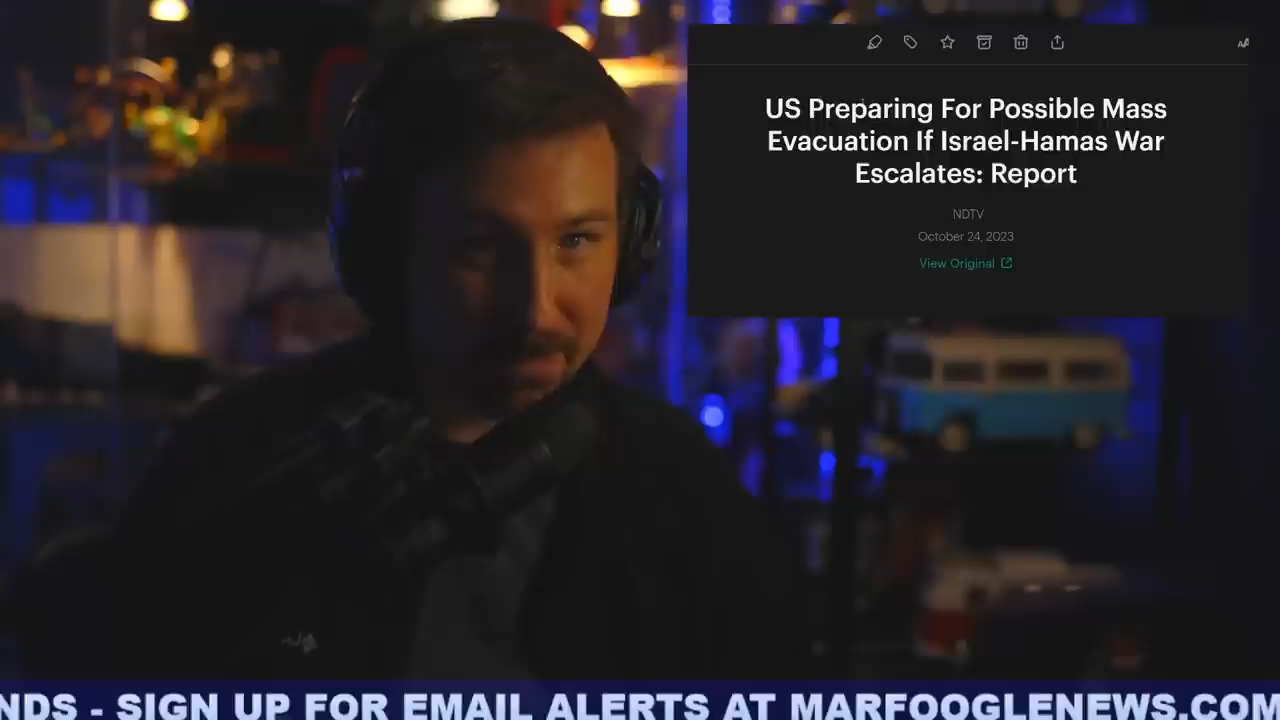 US Preparing For Possible Mass
Evacuation If Israel-Hamas War
Escalates: Report
NDTV
October 24, 2023
View Original
NDS - SIGN UP FOR EMAIL ALERTS AT MARFOOGLENEWS.COM